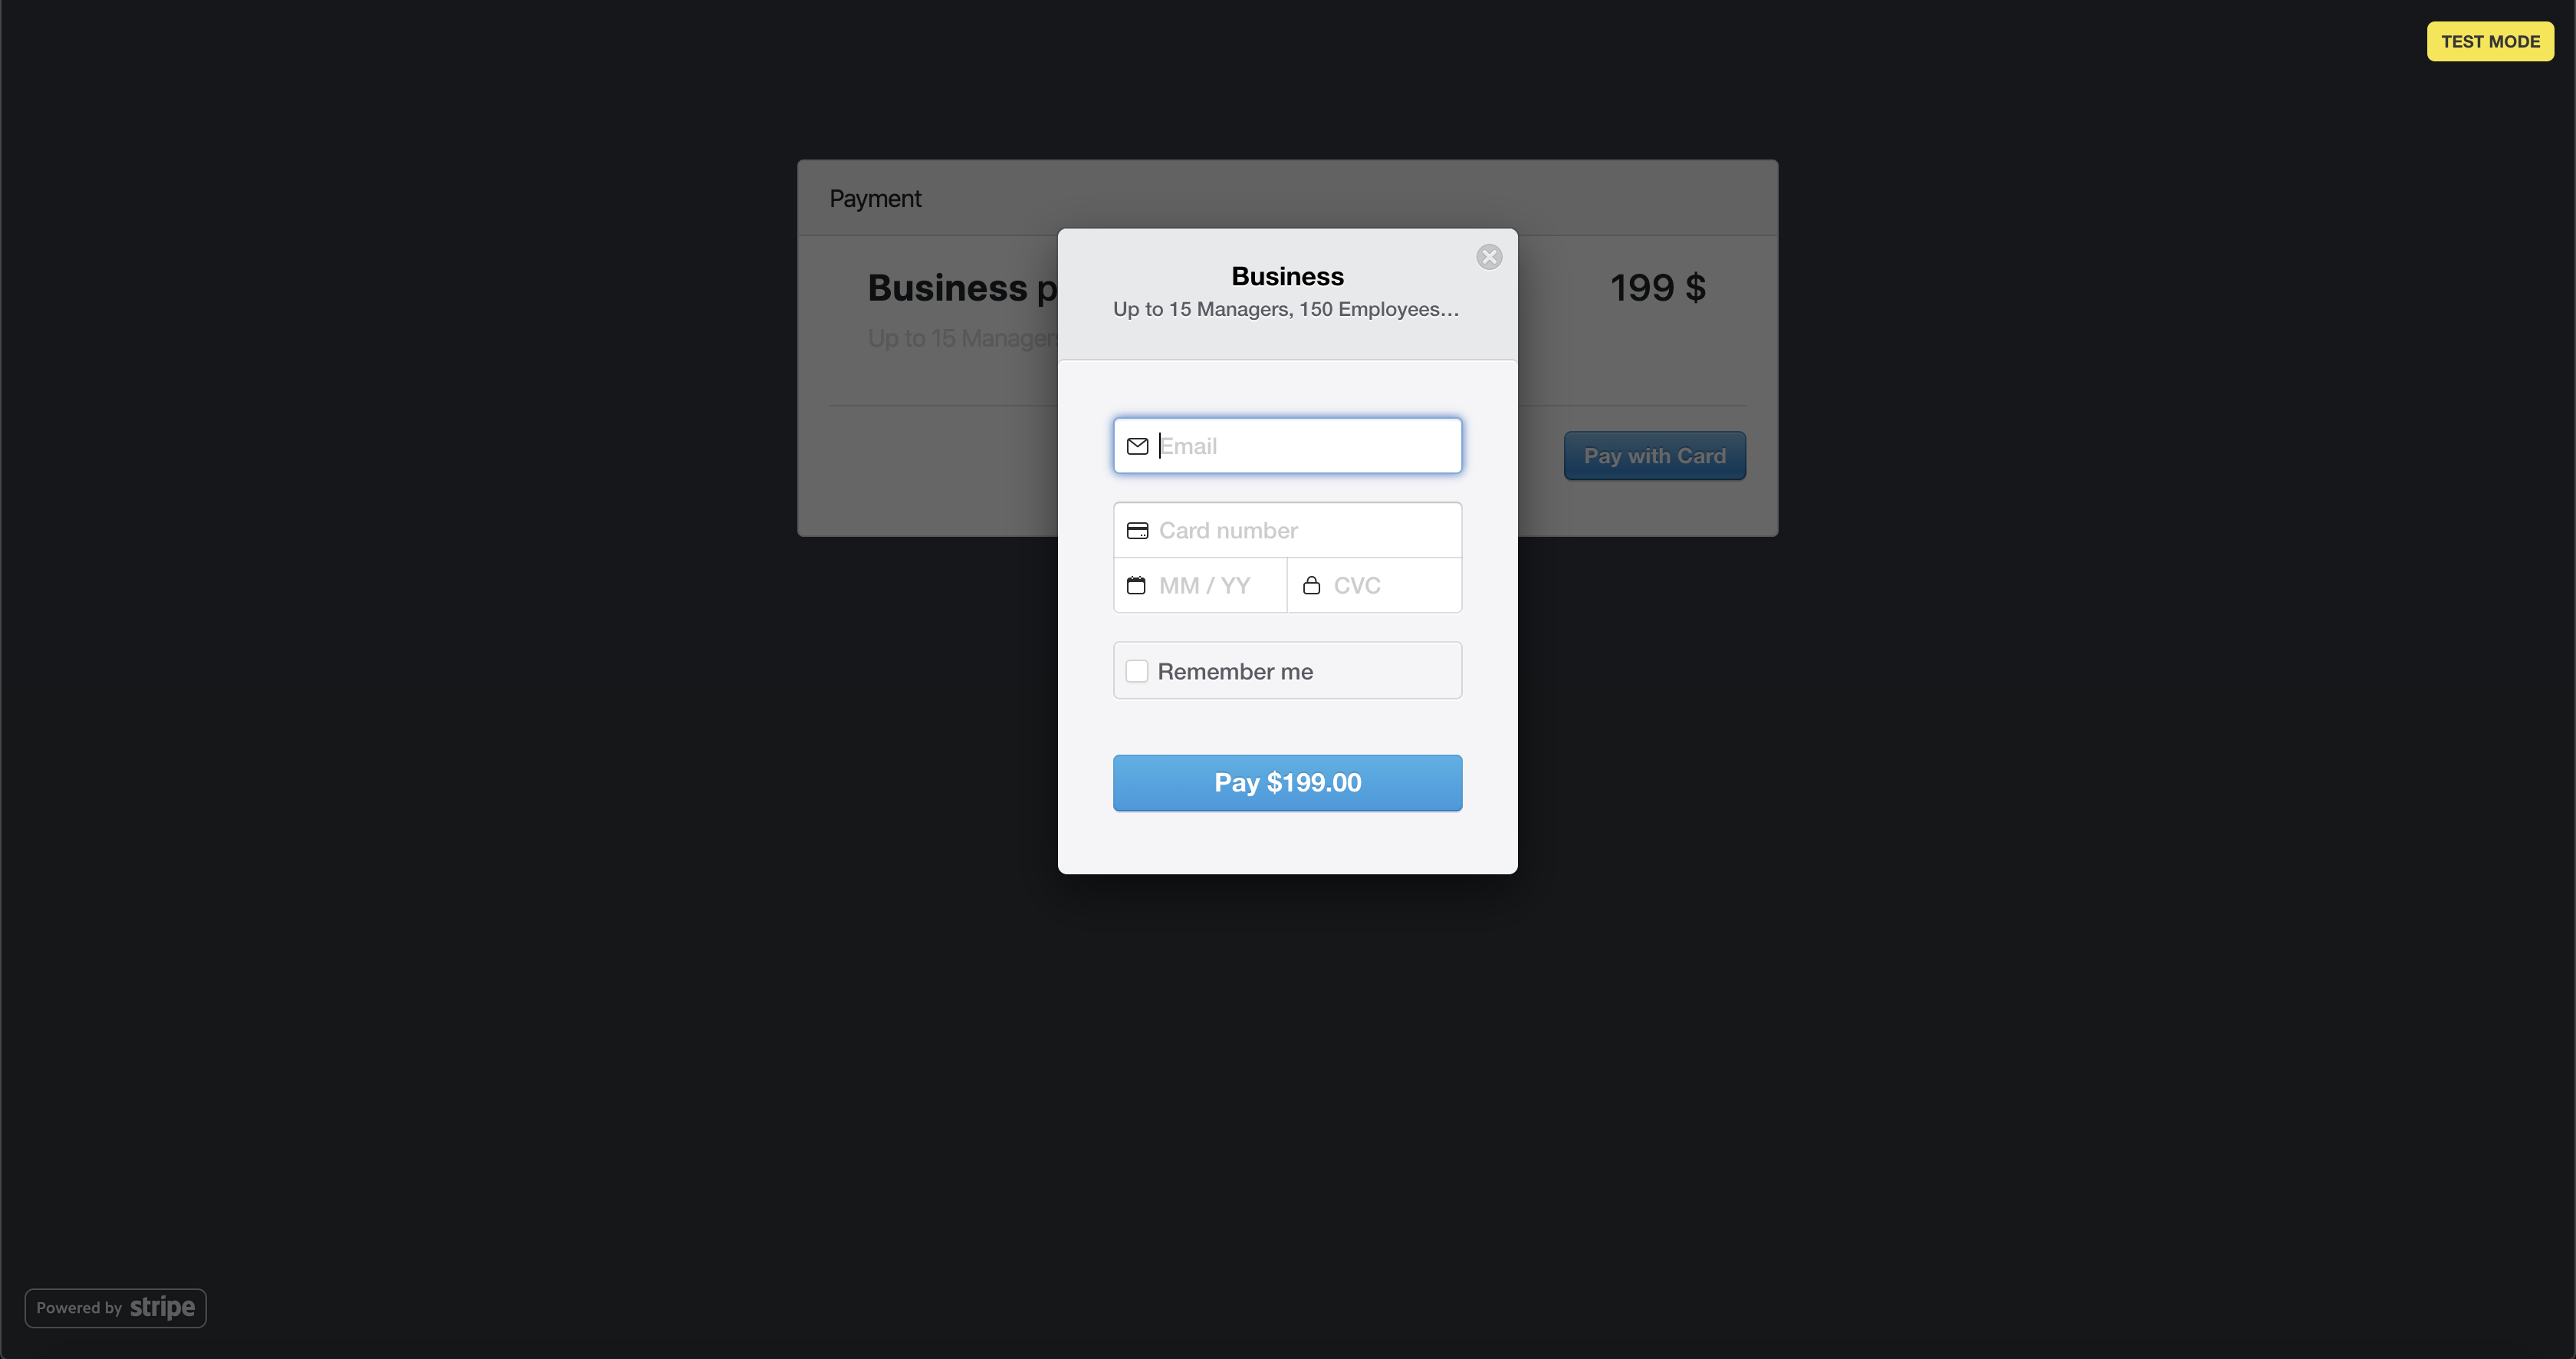 TEST MODE
Payment
Business p
199 $
Up to 15 Managers
Pay with Card
Business
Up to 15 Managers, 150 Employees…
Email
Card number
MM / YY
CVC
Remember me
Pay $199.00
Powered by stripe